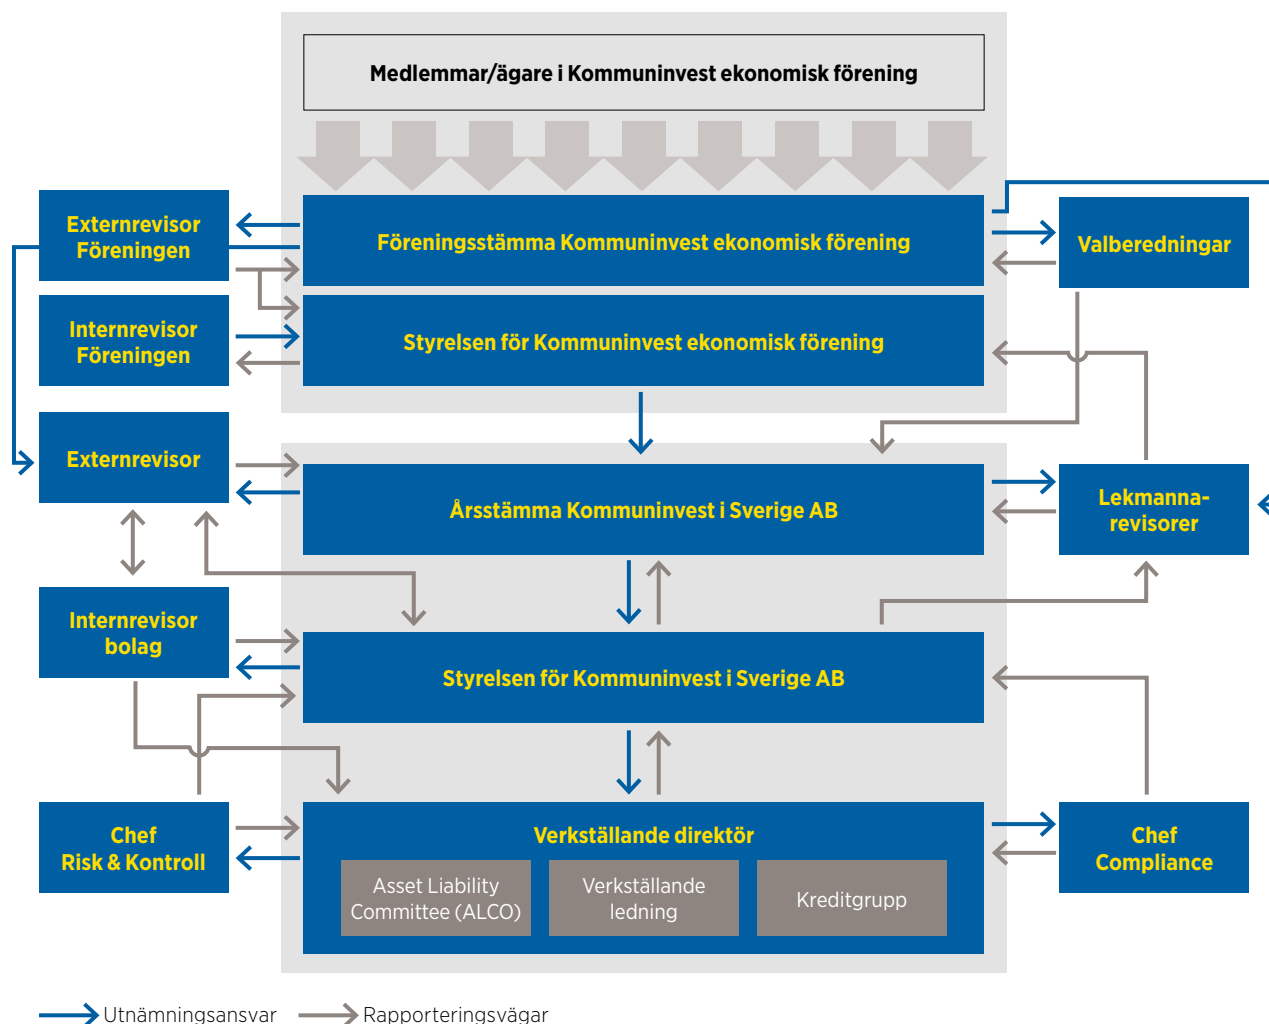 Medlemmar/ägare i Kommuninvest ekonomisk förening
Externrevisor
Föreningen
Föreningsstämma Kommuninvest ekonomisk förening
Valberedningar
Internrevisor
Föreningen
Styrelsen för Kommuninvest ekonomisk förening
Externrevisor
Årsstämma Kommuninvest i Sverige AB
Lekmanna-
revisorer
Internrevisor
bolag
Styrelsen för Kommuninvest i Sverige AB
Chef
Risk & Kontroll
Verkställande direktör
Chef
Compliance
Asset Liability
Committee (ALCO)
Verkställande
ledning
Kreditgrupp
Utnämningsansvar
Rapporteringsvägar